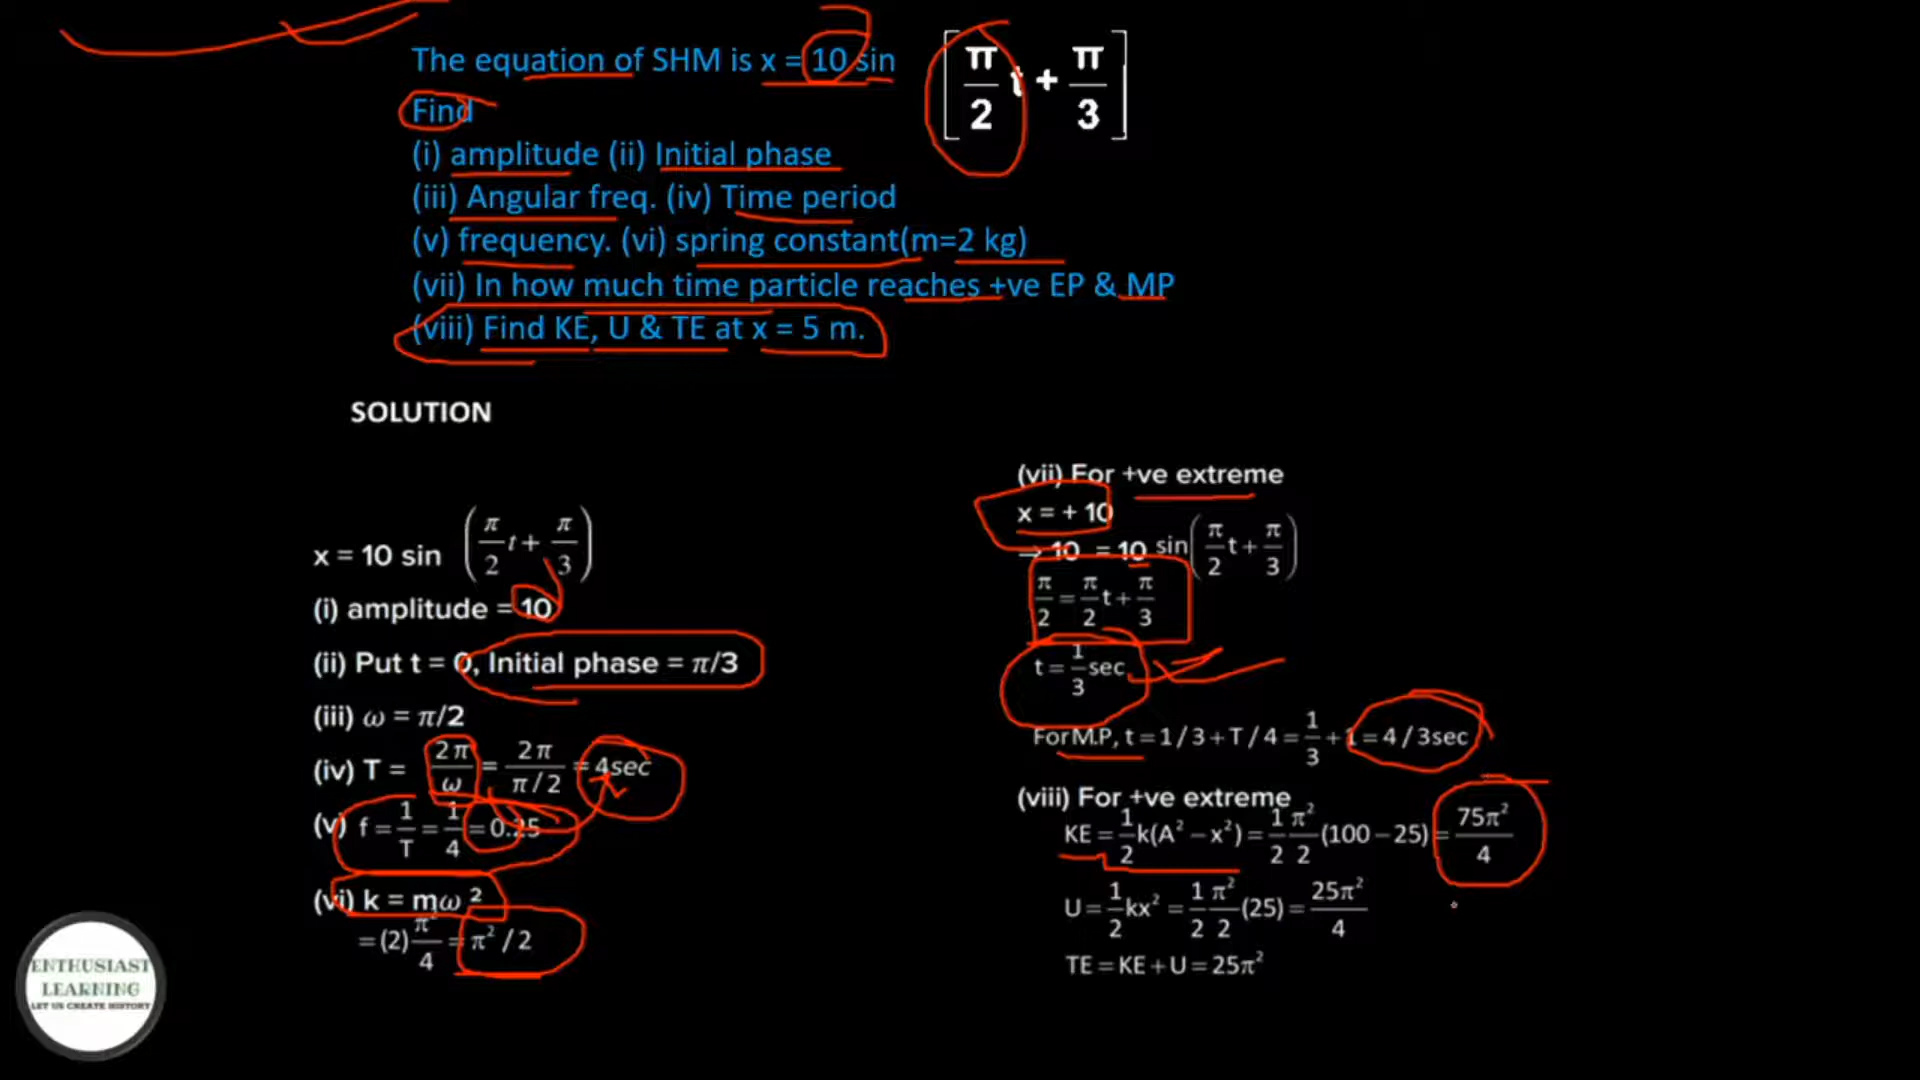 The equation of SHM is x = 10 sin [π/2 t + π/3]
Find
(i) amplitude (ii) Initial phase
(iii) Angular freq. (iv) Time period
(v) frequency. (vi) spring constant(m=2 kg)
(vii) In how much time particle reaches +ve EP & MP
(viii) Find KE, U & TE at x = 5 m.
SOLUTION
x = 10 sin (π/2 t + π/3)
(i) amplitude = 10
(ii) Put t = 0, Initial phase = π/3
(iii) ω = π/2
(iv) T = 2π/ω = 2π/π/2 = 4sec
(v) f = 1/T = 1/4 = 0.25
(vi) k = mω²
= (2) π²/4 = π²/2
(vii) For +ve extreme
x = + 10
⇒ 10 = 10 sin(π/2 t + π/3)
π/2 = π/2 t + π/3
t = 1/3 sec
For M.P, t = 1/3 + T/4 = 1/3 + 1 = 4/3sec
(viii) For +ve extreme
KE = 1/2 k(A² − x²) = 1/2 π²/2 (100 − 25) = 75π²/4
U = 1/2 kx² = 1/2 π²/2 (25) = 25π²/4
TE = KE + U = 25π²
ENTHUSIAST
LEARNING
LET US CREATE HISTORY